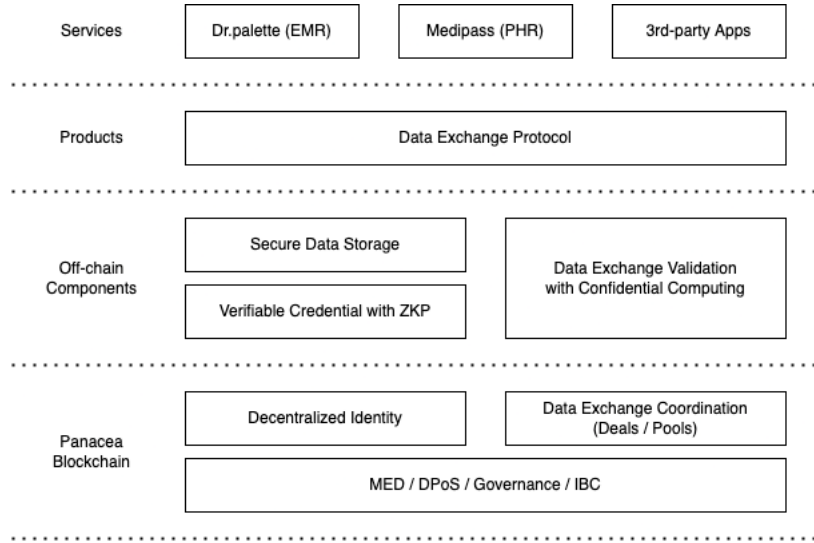 Services
Dr.palette (EMR)
Medipass (PHR)
3rd-party Apps
Products
Data Exchange Protocol
Off-chain
Components
Secure Data Storage
Verifiable Credential with ZKP
Data Exchange Validation
with Confidential Computing
Panacea
Blockchain
Decentralized Identity
Data Exchange Coordination
(Deals / Pools)
MED / DPoS / Governance / IBC